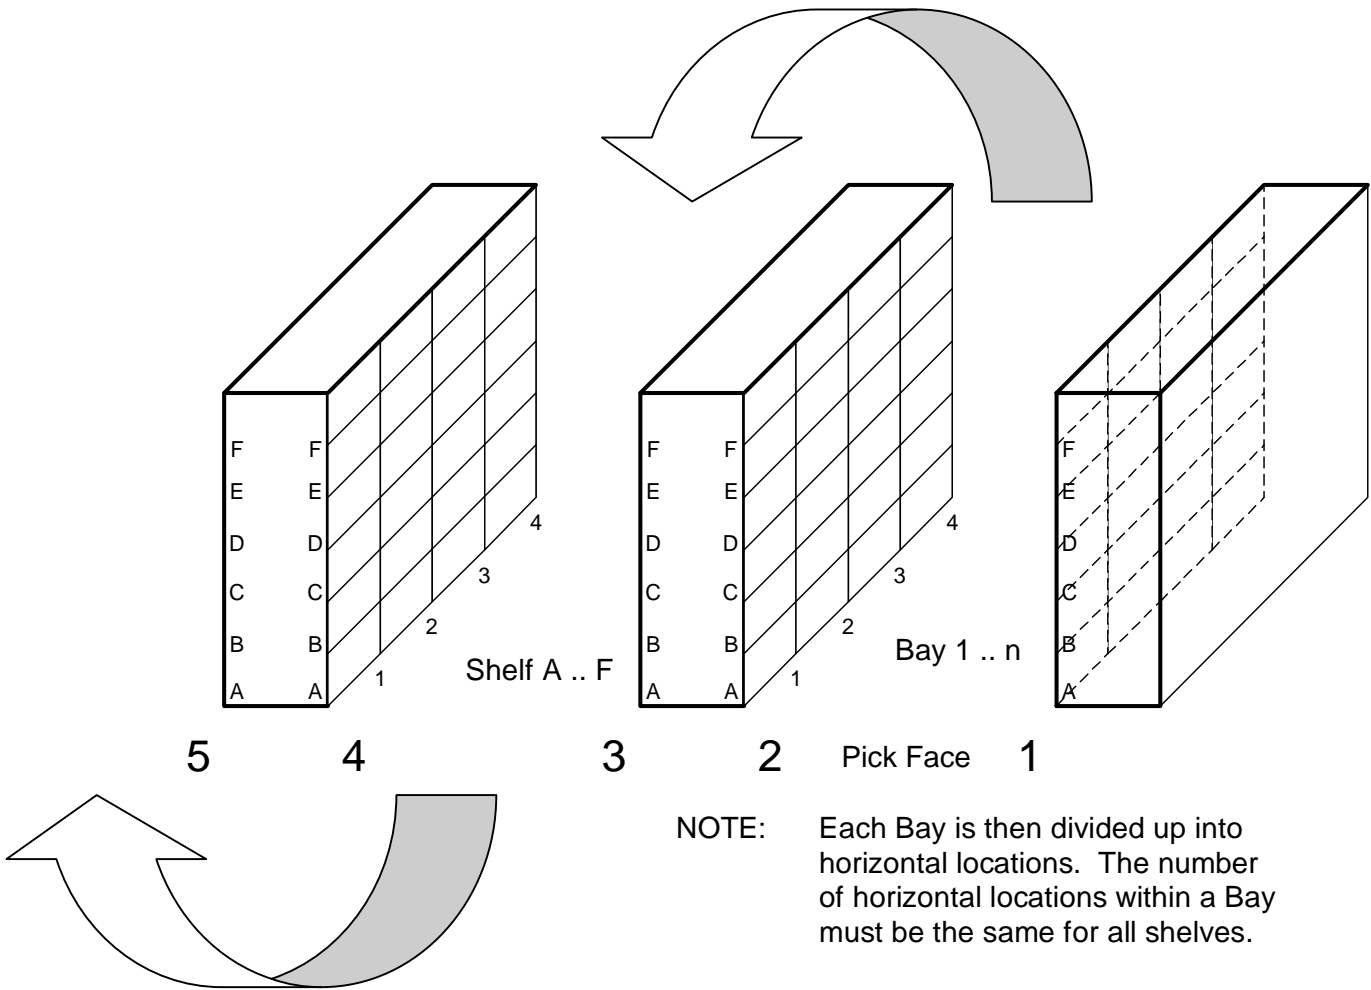 F F F F F
E E E E E
4 4
D D D D D
3 3
C C C C C
2 2
B B B B B
Shelf A .. F
Bay 1 .. n
1 1
A A A A A
5 4 3 2 Pick Face 1
NOTE: Each Bay is then divided up into
horizontal locations. The number
of horizontal locations within a Bay
must be the same for all shelves.